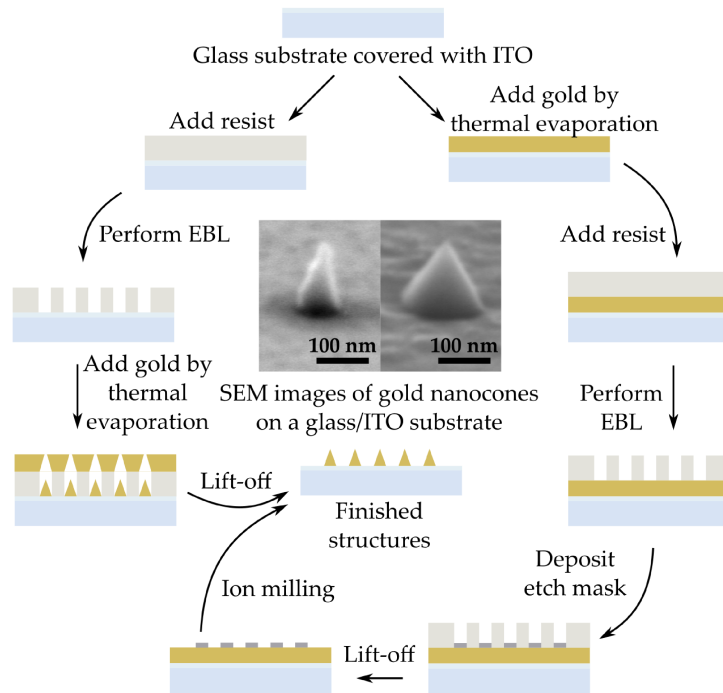 Glass substrate covered with ITO
Add resist
Add gold by
thermal evaporation
Perform EBL
Add resist
100 nm
100 nm
Add gold by
thermal
evaporation
SEM images of gold nanocones
on a glass/ITO substrate
Perform
EBL
Lift-off
Finished
structures
Deposit
etch mask
Ion milling
Lift-off